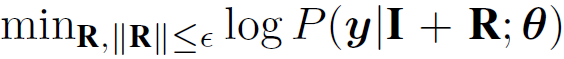 min_{𝐑,‖𝐑‖≤ϵ} log P(𝒚|𝐈 + 𝐑; 𝜽)